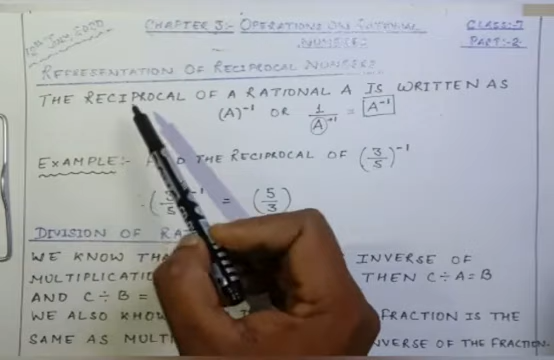 10th June, 2020
CHAPTER 3:- OPERATIONS ON RATIONAL NUMBERS
CLASS:-7
PART:-2
REPRESENTATION OF RECIPROCAL NUMBERS
THE RECIPROCAL OF A RATIONAL A IS WRITTEN AS
(A)⁻¹ OR 1/(A)⁺¹ = A⁻¹
EXAMPLE:- THE RECIPROCAL OF (3/5)⁻¹
(3/5)⁻¹ = (5/3)
DIVISION OF
WE KNOW INVERSE OF
THEN C÷A=B
AND C÷B =
WE ALSO KNOW FRACTION IS THE
SAME AS INVERSE OF THE FRACTION.